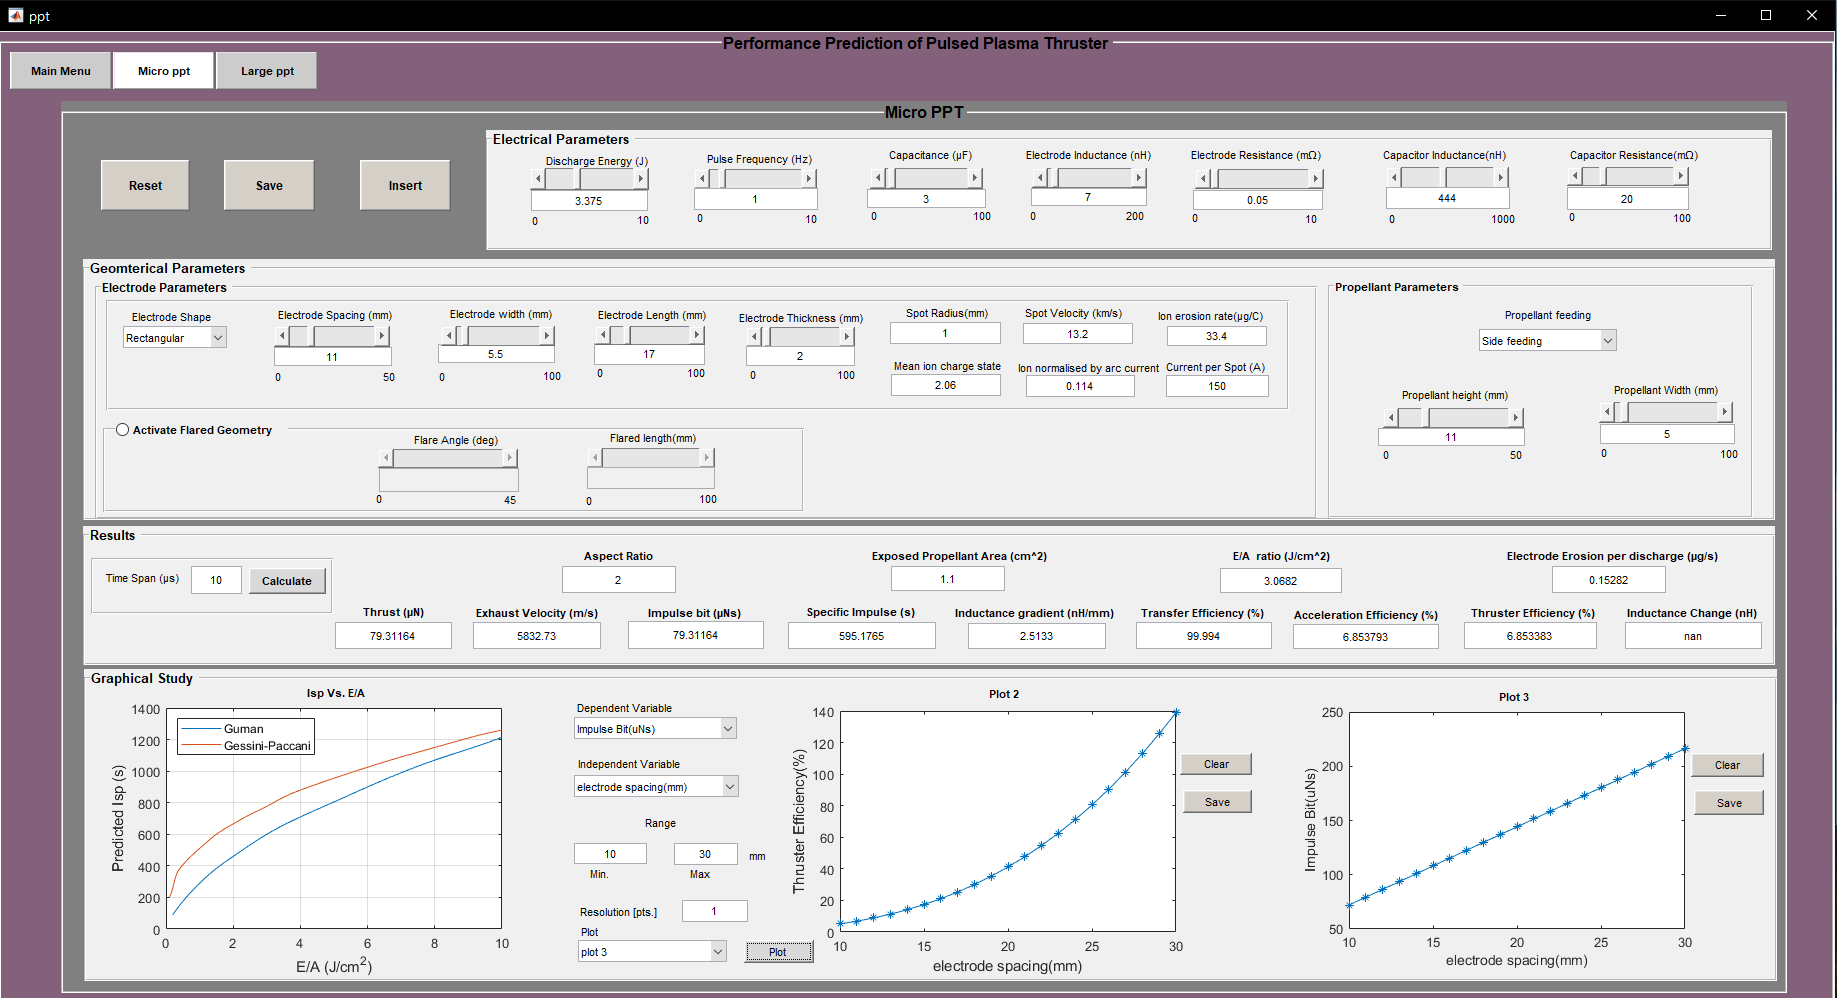 ppt
Performance Prediction of Pulsed Plasma Thruster
Main Menu Micro ppt Large ppt
Micro PPT
Reset Save Insert
Electrical Parameters
Discharge Energy (J) Pulse Frequency (Hz) Capacitance (µF) Electrode Inductance (nH) Electrode Resistance (mΩ) Capacitor Inductance(nH) Capacitor Resistance(mΩ)
3.375 1 3 7 0.05 444 20
0 10 0 10 0 100 0 200 0 10 0 1000 0 100
Geomterical Parameters
Electrode Parameters
Electrode Shape Electrode Spacing (mm) Electrode width (mm) Electrode Length (mm) Electrode Thickness (mm) Spot Radius(mm) Spot Velocity (km/s) Ion erosion rate(µg/C)
Rectangular 11 5.5 17 2 1 13.2 33.4
0 50 0 100 0 100 0 100
Mean ion charge state Ion normalised by arc current Current per Spot (A)
2.06 0.114 150
Activate Flared Geometry
Flare Angle (deg) Flared length(mm)
0 45 0 100
Propellant Parameters
Propellant feeding
Side feeding
Propellant height (mm) Propellant Width (mm)
11 5
0 50 0 100
Results
Time Span (µs) 10 Calculate
Aspect Ratio Exposed Propellant Area (cm^2) E/A ratio (J/cm^2) Electrode Erosion per discharge (µg/s)
2 1.1 3.0682 0.15282
Thrust (µN) Exhaust Velocity (m/s) Impulse bit (µNs) Specific Impulse (s) Inductance gradient (nH/mm) Transfer Efficiency (%) Acceleration Efficiency (%) Thruster Efficiency (%) Inductance Change (nH)
79.31164 5832.73 79.31164 595.1765 2.5133 99.994 6.853793 6.853383 nan
Graphical Study
Isp Vs. E/A
Guman
Gessini-Paccani
Predicted Isp (s)
1400
1200
1000
800
600
400
200
0
0 2 4 6 8 10
E/A (J/cm2)
Dependent Variable
Impulse Bit(uNs)
Independent Variable
electrode spacing(mm)
Range
10 30 mm
Min. Max
Resolution [pts.] 1
Plot
plot 3 Plot
Plot 2
Thruster Efficiency(%)
140
120
100
80
60
40
20
0
10 15 20 25 30
electrode spacing(mm)
Clear
Save
Plot 3
Impulse Bit(uNs)
250
200
150
100
50
10 15 20 25 30
electrode spacing(mm)
Clear
Save